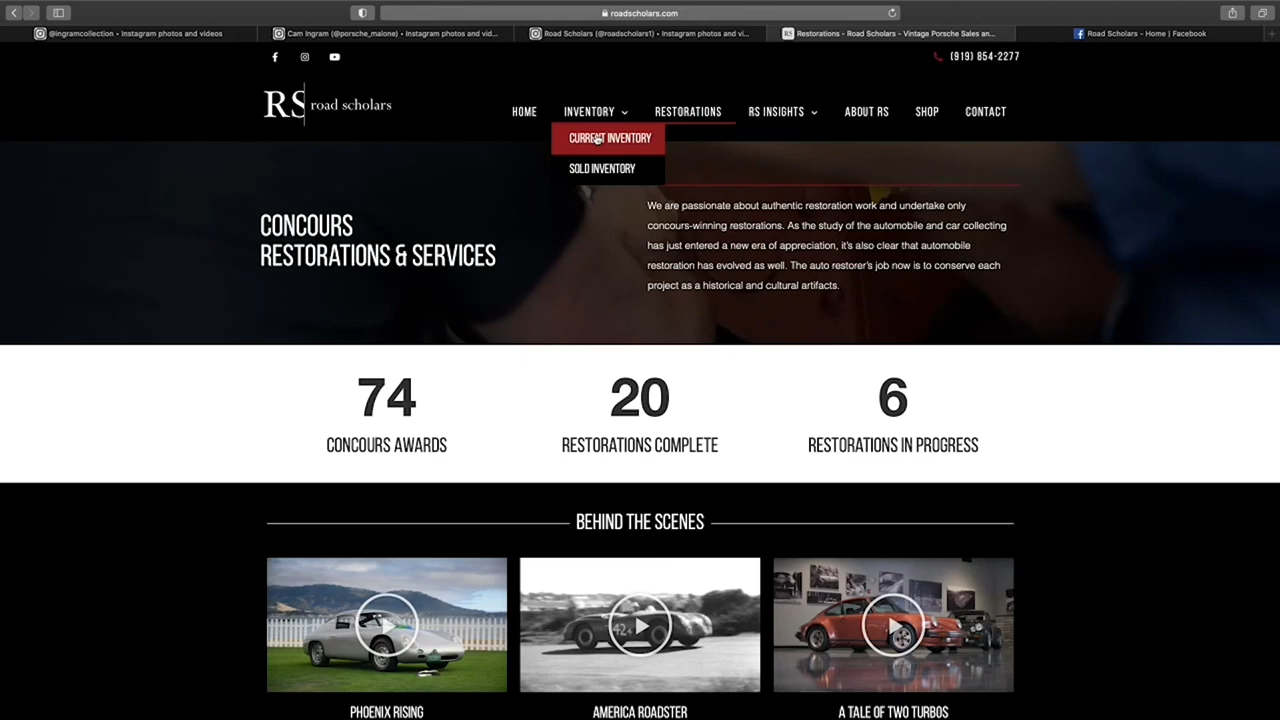 roadscholars.com
@ingramcollection • Instagram photos and videos
Cam Ingram (@porsche_malone) • Instagram photos and vid...
Road Scholars (@roadscholars1) • Instagram photos and vi...
RS Restorations - Road Scholars - Vintage Porsche Sales an...
Road Scholars - Home | Facebook
(919) 854-2277
RS road scholars
HOME INVENTORY RESTORATIONS RS INSIGHTS ABOUT RS SHOP CONTACT
CURRENT INVENTORY
SOLD INVENTORY
CONCOURS
RESTORATIONS & SERVICES
We are passionate about authentic restoration work and undertake only
concours-winning restorations. As the study of the automobile and car collecting
has just entered a new era of appreciation, it's also clear that automobile
restoration has evolved as well. The auto restorer's job now is to conserve each
project as a historical and cultural artifacts.
74 20 6
CONCOURS AWARDS RESTORATIONS COMPLETE RESTORATIONS IN PROGRESS
BEHIND THE SCENES
42
PHOENIX RISING AMERICA ROADSTER A TALE OF TWO TURBOS